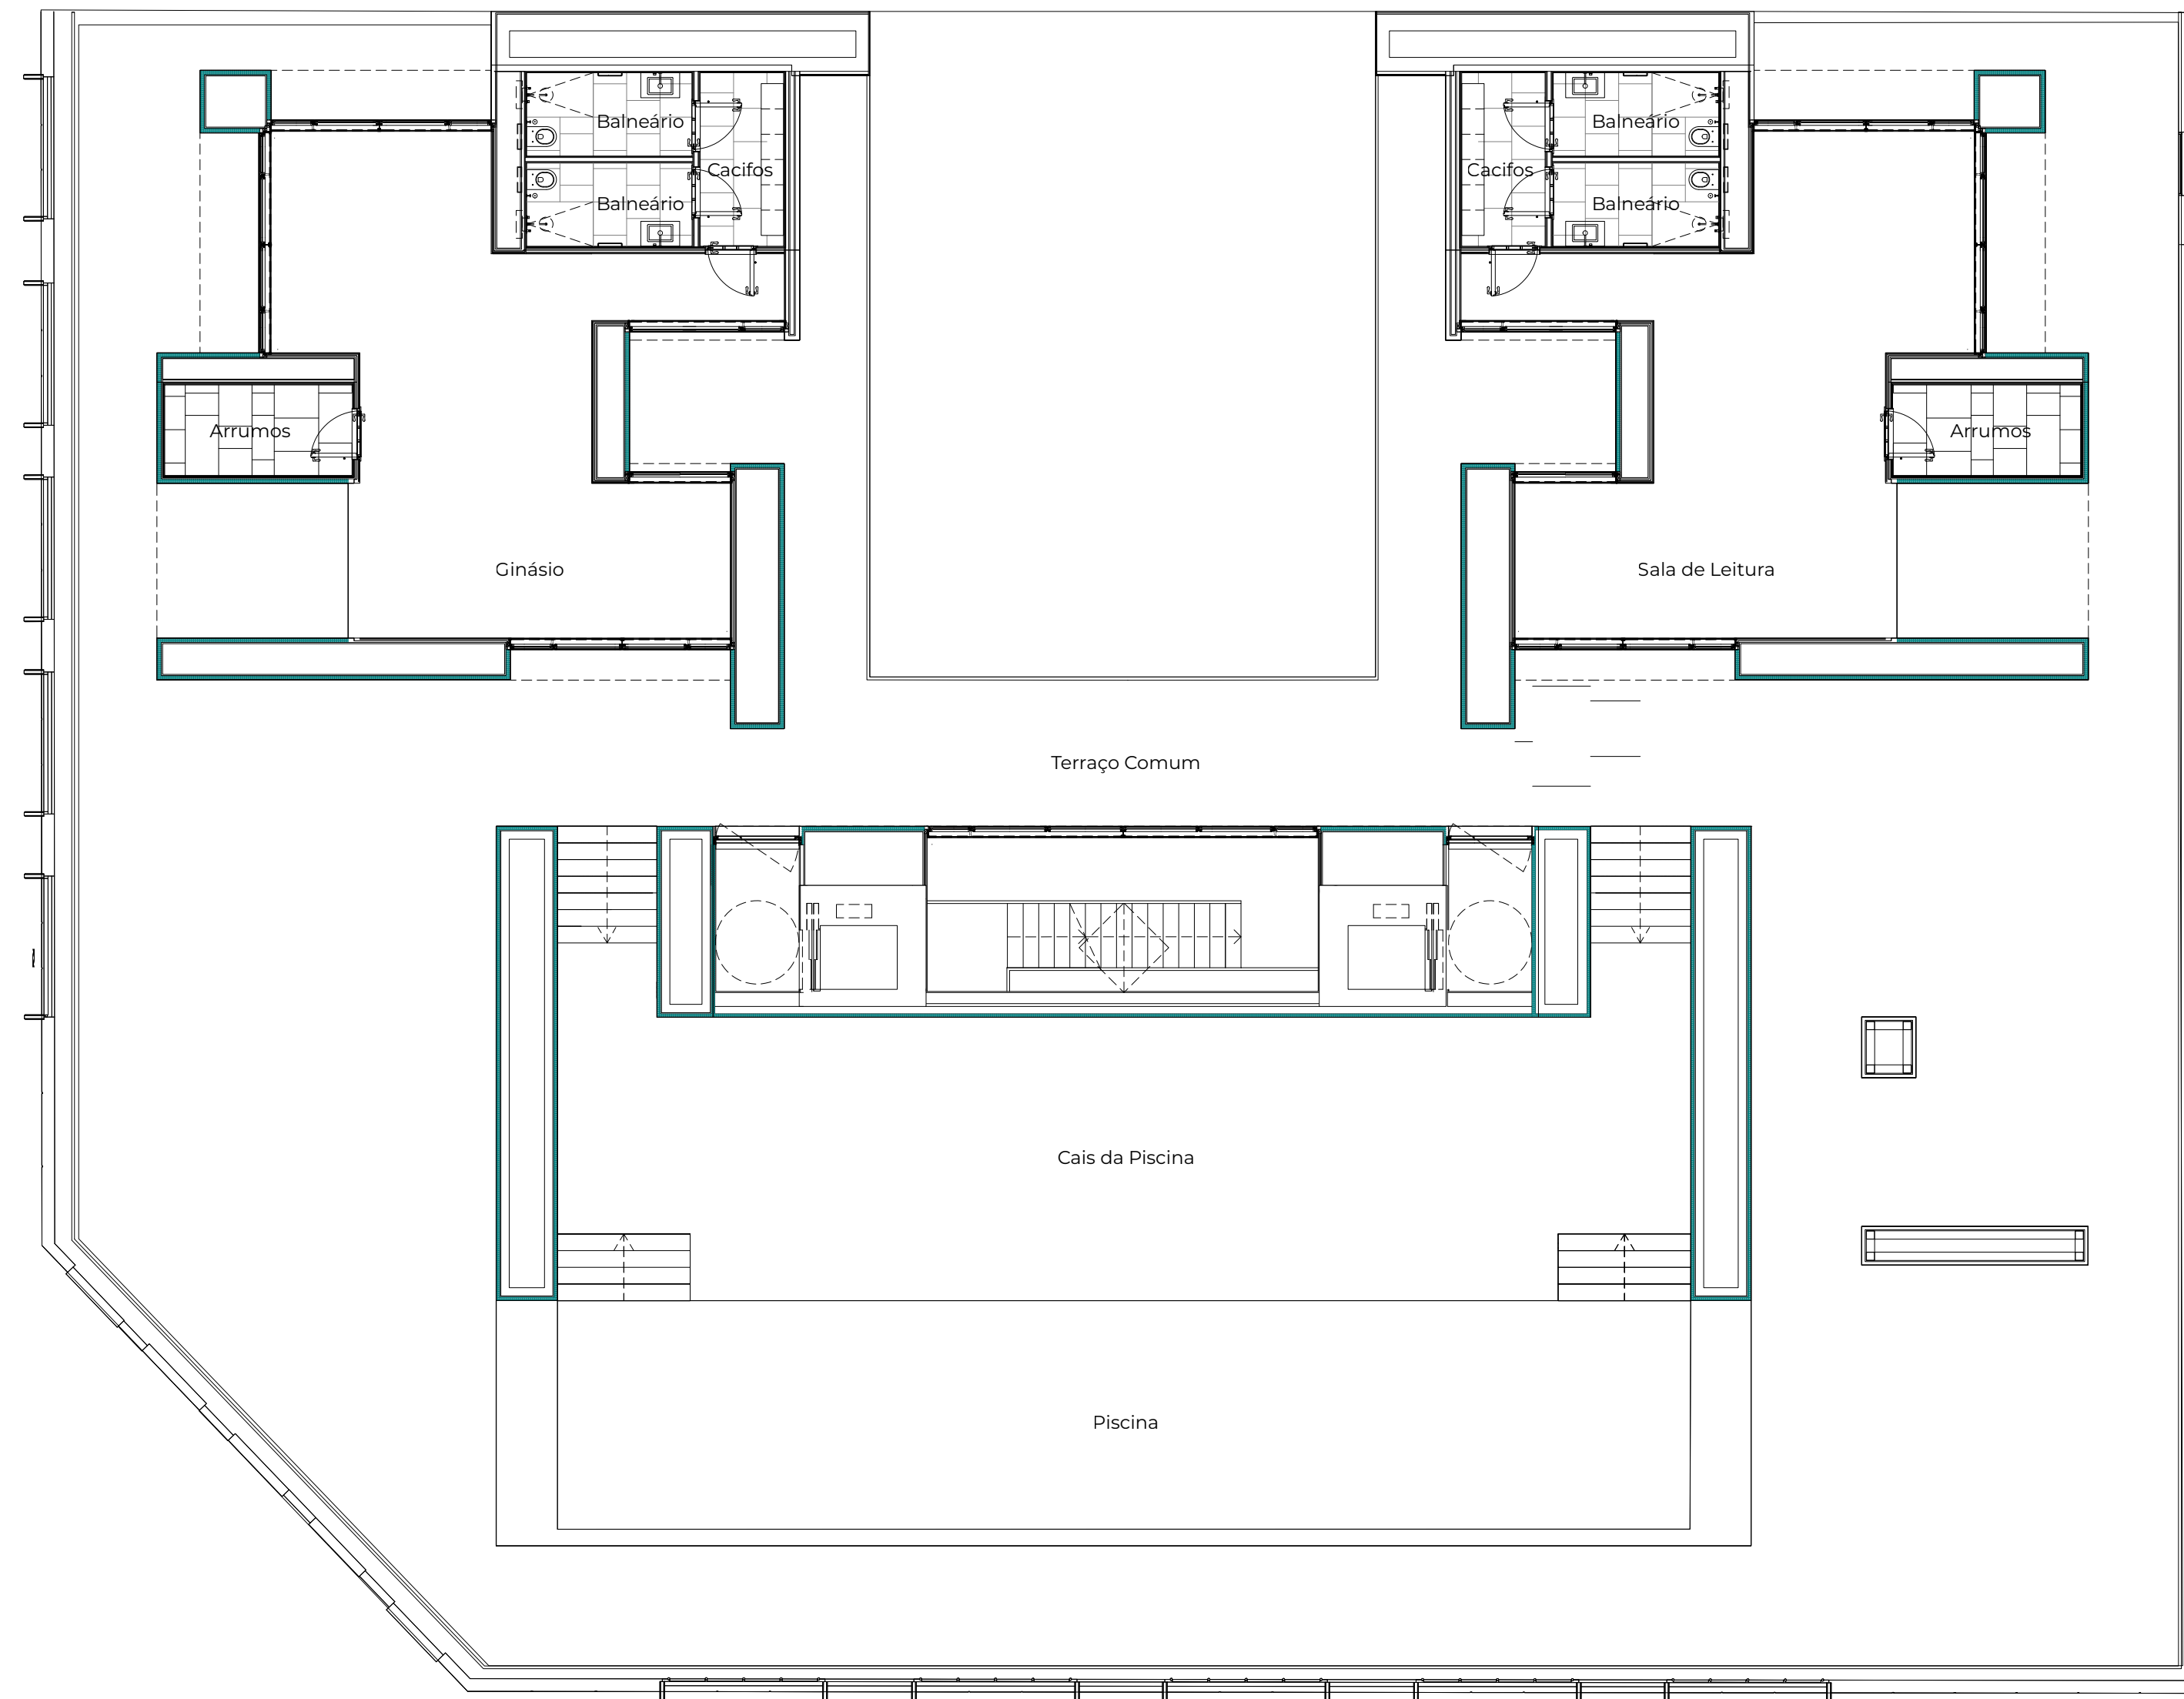 Balneário
Balneário
Cacifos
Cacifos
Balneário
Balneário
Arrumos
Arrumos
Ginásio
Sala de Leitura
Terraço Comum
Cais da Piscina
Piscina